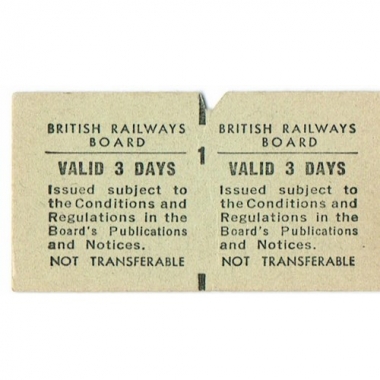 BRITISH RAILWAYS
BOARD
VALID 3 DAYS
Issued subject to
the Conditions and
Regulations in the
Board's Publications
and Notices.
NOT TRANSFERABLE
1
BRITISH RAILWAYS
BOARD
VALID 3 DAYS
Issued subject to
the Conditions and
Regulations in the
Board's Publications
and Notices.
NOT TRANSFERABLE